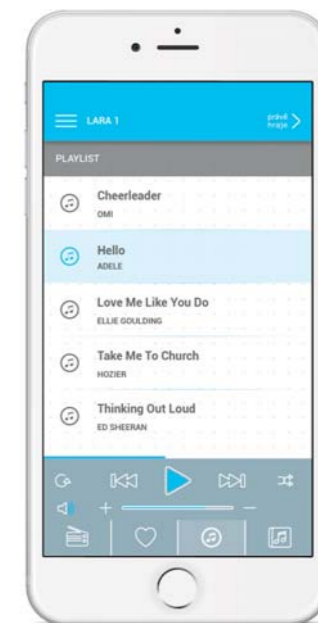 LARA 1
právě
hraje
PLAYLIST
Cheerleader
OMI
Hello
ADELE
Love Me Like You Do
ELLIE GOULDING
Take Me To Church
HOZIER
Thinking Out Loud
ED SHEERAN